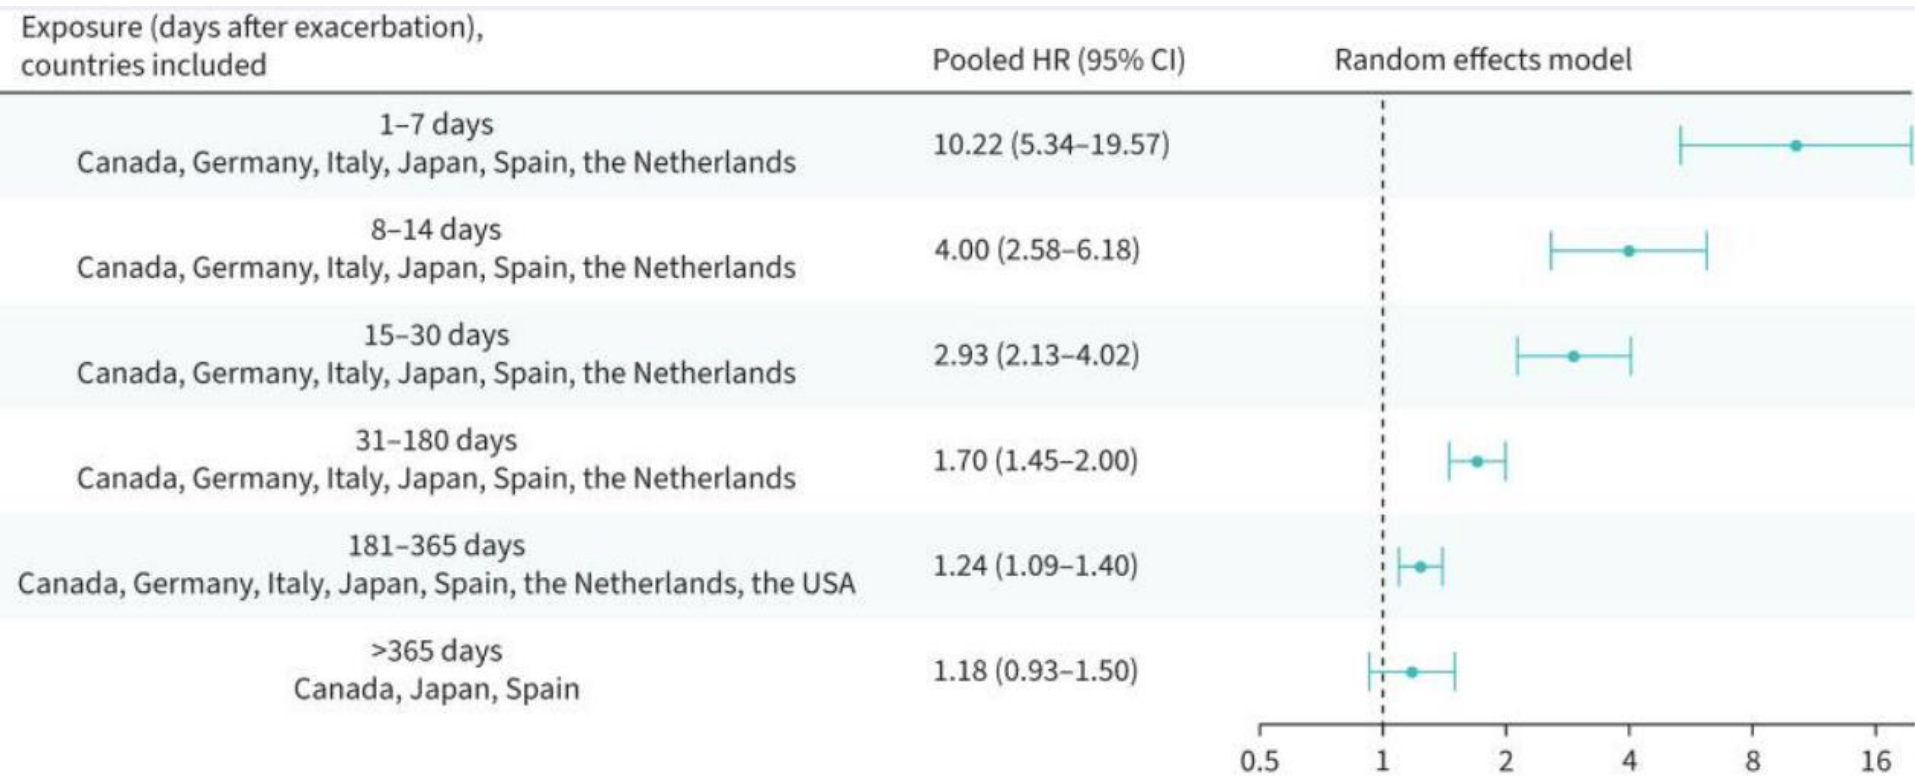 Exposure (days after exacerbation),
countries included
Pooled HR (95% CI)
Random effects model
1–7 days
Canada, Germany, Italy, Japan, Spain, the Netherlands
10.22 (5.34–19.57)
8–14 days
Canada, Germany, Italy, Japan, Spain, the Netherlands
4.00 (2.58–6.18)
15–30 days
Canada, Germany, Italy, Japan, Spain, the Netherlands
2.93 (2.13–4.02)
31–180 days
Canada, Germany, Italy, Japan, Spain, the Netherlands
1.70 (1.45–2.00)
181–365 days
Canada, Germany, Italy, Japan, Spain, the Netherlands, the USA
1.24 (1.09–1.40)
>365 days
Canada, Japan, Spain
1.18 (0.93–1.50)
0.5 1 2 4 8 16